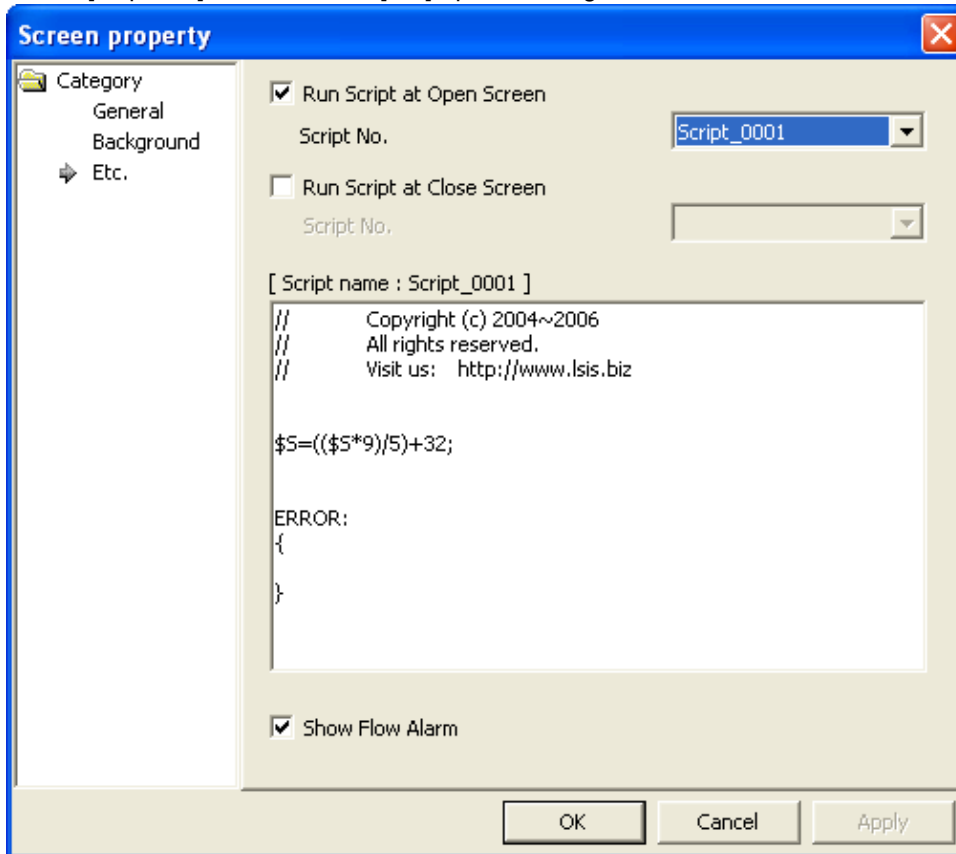 Screen property
Category
General
Background
Etc.
Run Script at Open Screen
Script No.
Script_0001
Run Script at Close Screen
Script No.
[ Script name : Script_0001 ]
// Copyright (c) 2004~2006
// All rights reserved.
// Visit us: http://www.lsis.biz
$S=(($S*9)/5)+32;
ERROR:
{
}
Show Flow Alarm
OK
Cancel
Apply